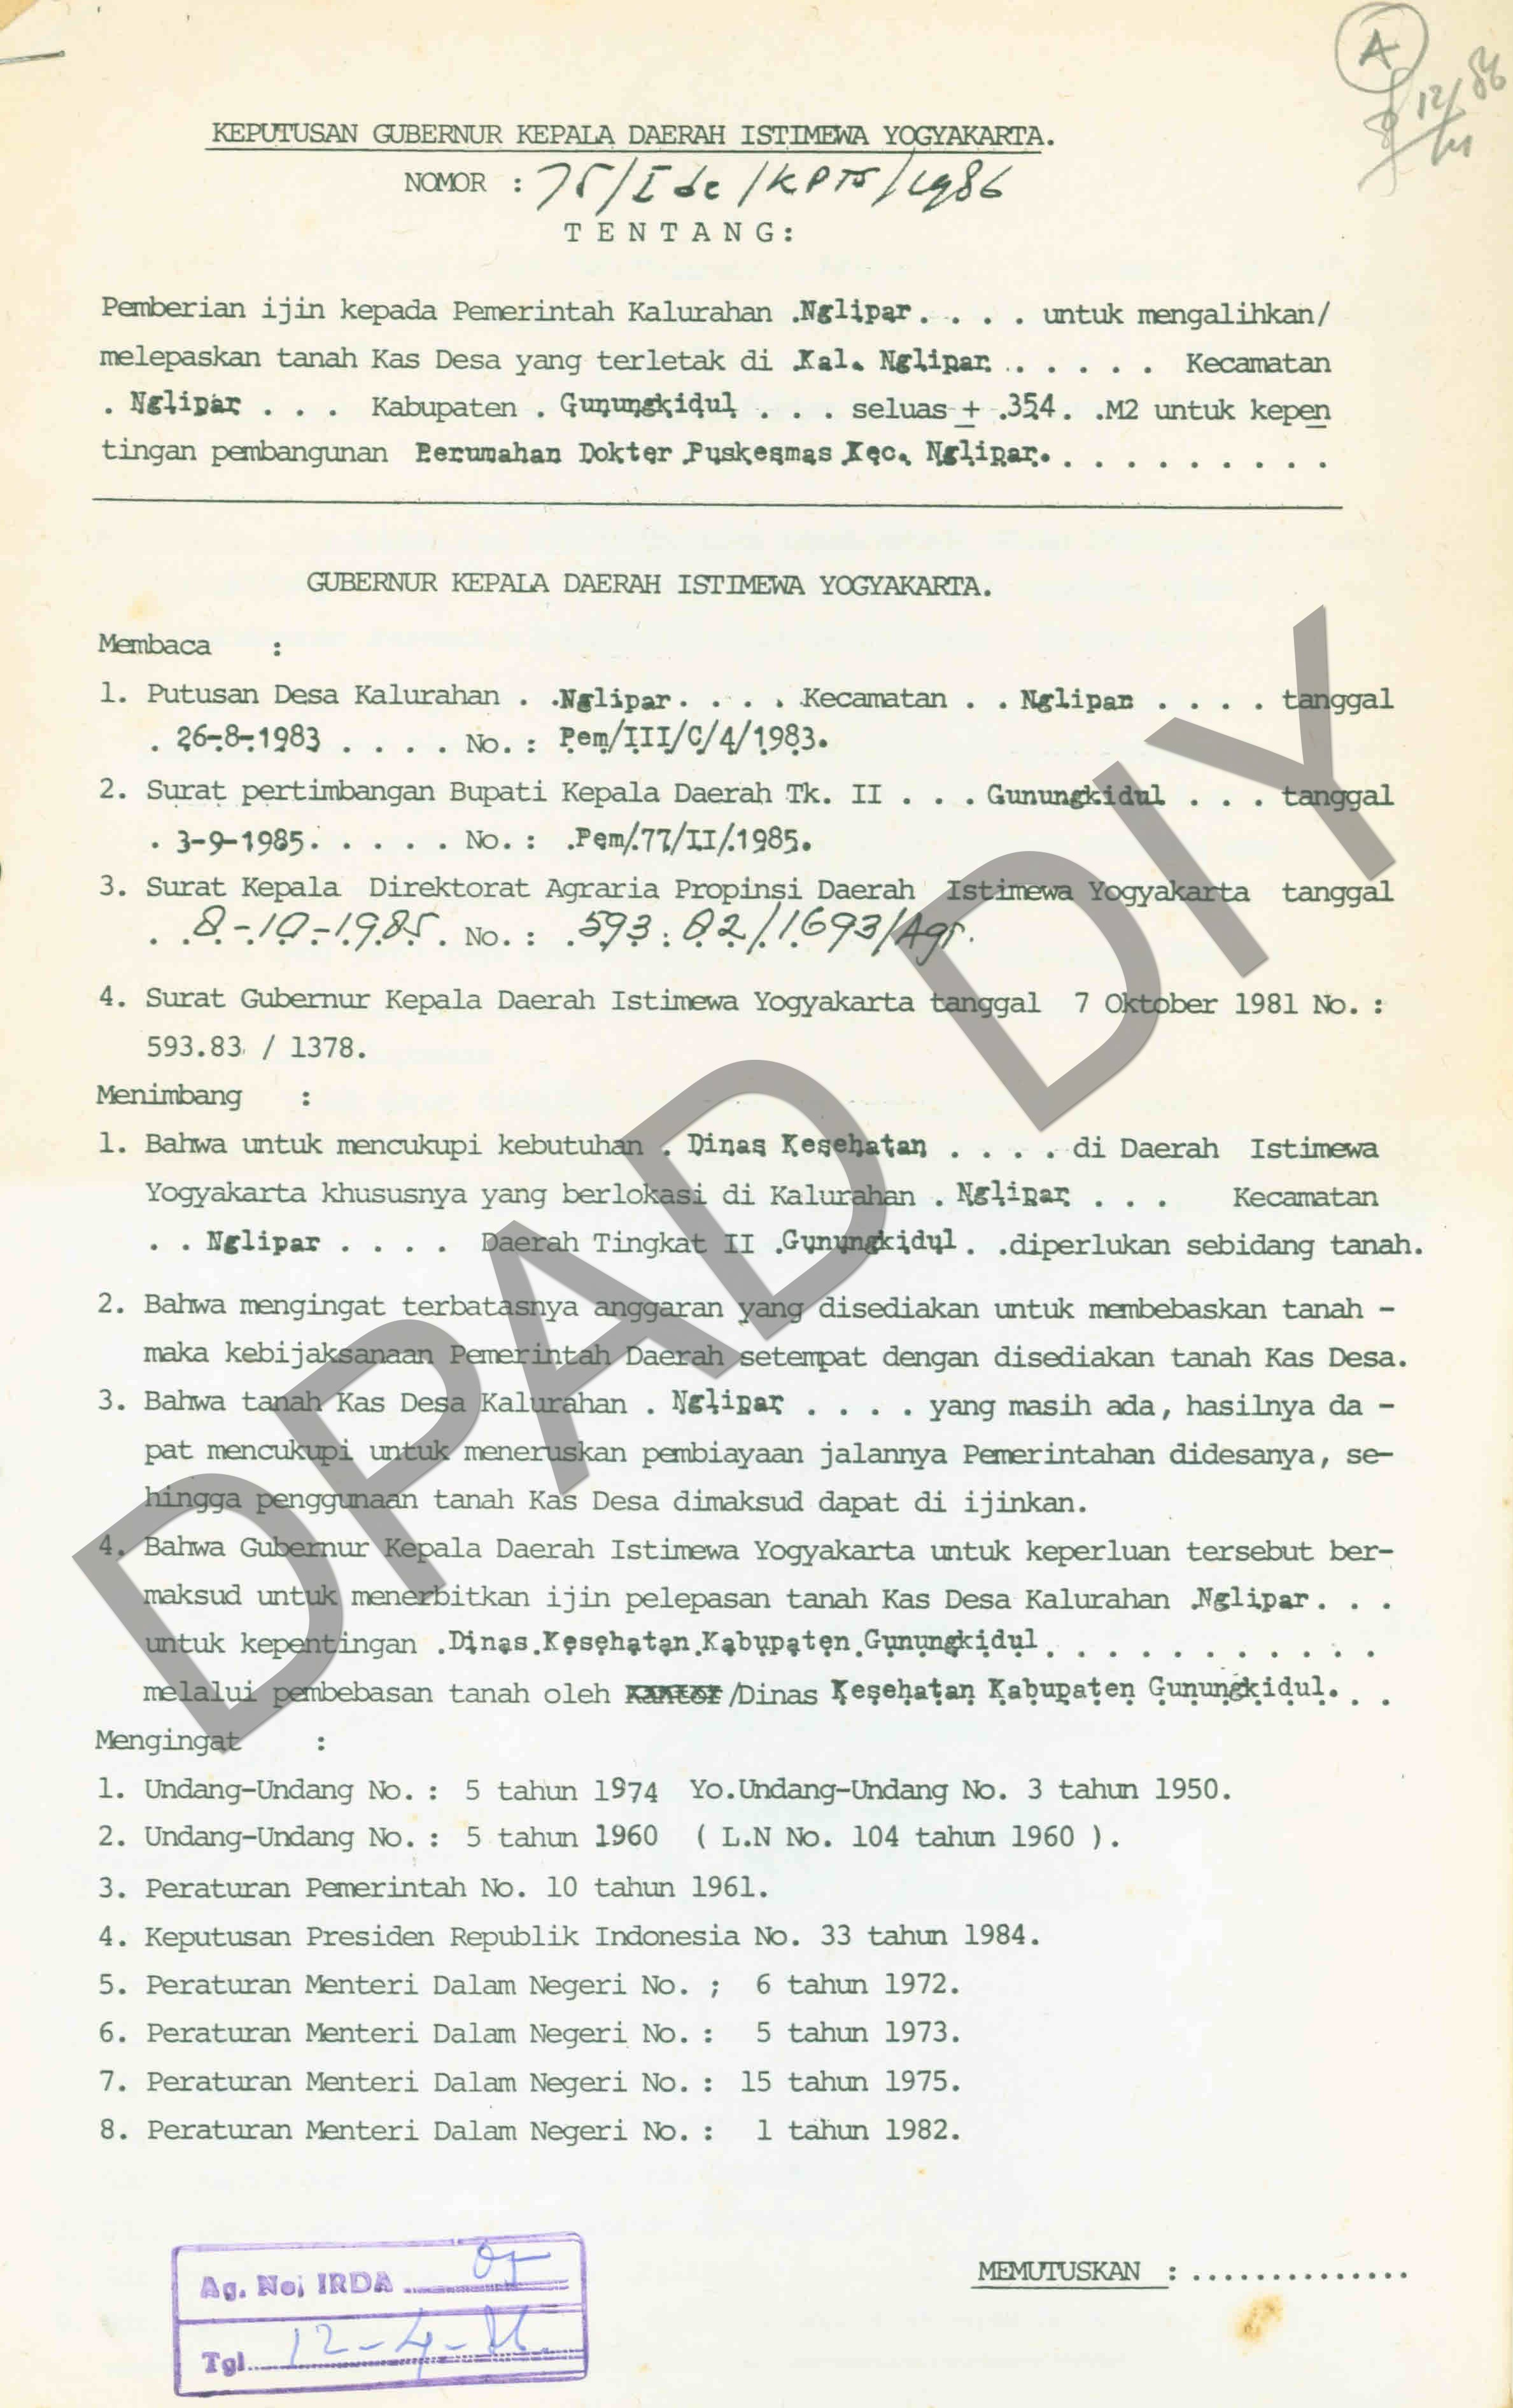 A
12/86
KEPUTUSAN GUBERNUR KEPALA DAERAH ISTIMEWA YOGYAKARTA.
NOMOR : 75/Ide/KPTS/1986
T E N T A N G :
Pemberian ijin kepada Pemerintah Kalurahan .Nglipar. . . . untuk mengalihkan/
melepaskan tanah Kas Desa yang terletak di .Kal. Nglipar. . . . . . Kecamatan
. Nglipar . . . Kabupaten . Gunungkidul . . . seluas + .354. .M2 untuk kepen
tingan pembangunan Perumahan Dokter Puskesmas Kec. Nglipar. . . . . . . . . . .
GUBERNUR KEPALA DAERAH ISTIMEWA YOGYAKARTA.
Membaca :
1. Putusan Desa Kalurahan . .Nglipar. . . . . Kecamatan . . Nglipar . . . . tanggal
. 26-8-1983 . . . . No. : Pem/III/C/4/1983.
2. Surat pertimbangan Bupati Kepala Daerah Tk. II . . . Gunungkidul . . . tanggal
. 3-9-1985. . . . . . No. : .Pem/77/II/1985.
3. Surat Kepala Direktorat Agraria Propinsi Daerah Istimewa Yogyakarta tanggal
. . 8-10-1985. No. : .593.82/1693/Agr.
4. Surat Gubernur Kepala Daerah Istimewa Yogyakarta tanggal 7 Oktober 1981 No. :
593.83 / 1378.
Menimbang :
1. Bahwa untuk mencukupi kebutuhan . Dinas Kesehatan . . . . di Daerah Istimewa
Yogyakarta khususnya yang berlokasi di Kalurahan . Nglipar . . . Kecamatan
. . Nglipar . . . . Daerah Tingkat II .Gunungkidul. .diperlukan sebidang tanah.
2. Bahwa mengingat terbatasnya anggaran yang disediakan untuk membebaskan tanah -
maka kebijaksanaan Pemerintah Daerah setempat dengan disediakan tanah Kas Desa.
3. Bahwa tanah Kas Desa Kalurahan . Nglipar . . . . yang masih ada, hasilnya da -
pat mencukupi untuk meneruskan pembiayaan jalannya Pemerintahan didesanya, se-
hingga penggunaan tanah Kas Desa dimaksud dapat di ijinkan.
4. Bahwa Gubernur Kepala Daerah Istimewa Yogyakarta untuk keperluan tersebut ber-
maksud untuk menerbitkan ijin pelepasan tanah Kas Desa Kalurahan .Nglipar. . .
untuk kepentingan .Dinas Kesehatan Kabupaten Gunungkidul. . . . . . . . . . .
melalui pembebasan tanah oleh Kantor /Dinas Kesehatan Kabupaten Gunungkidul. . .
Mengingat :
1. Undang-Undang No. : 5 tahun 1974 Yo.Undang-Undang No. 3 tahun 1950.
2. Undang-Undang No. : 5 tahun 1960 ( L.N No. 104 tahun 1960 ).
3. Peraturan Pemerintah No. 10 tahun 1961.
4. Keputusan Presiden Republik Indonesia No. 33 tahun 1984.
5. Peraturan Menteri Dalam Negeri No. ; 6 tahun 1972.
6. Peraturan Menteri Dalam Negeri No. : 5 tahun 1973.
7. Peraturan Menteri Dalam Negeri No. : 15 tahun 1975.
8. Peraturan Menteri Dalam Negeri No. : 1 tahun 1982.
MEMUTUSKAN : ..............
Ag. No; IRDA
Tgl. 12-4-86
DPAD DIY